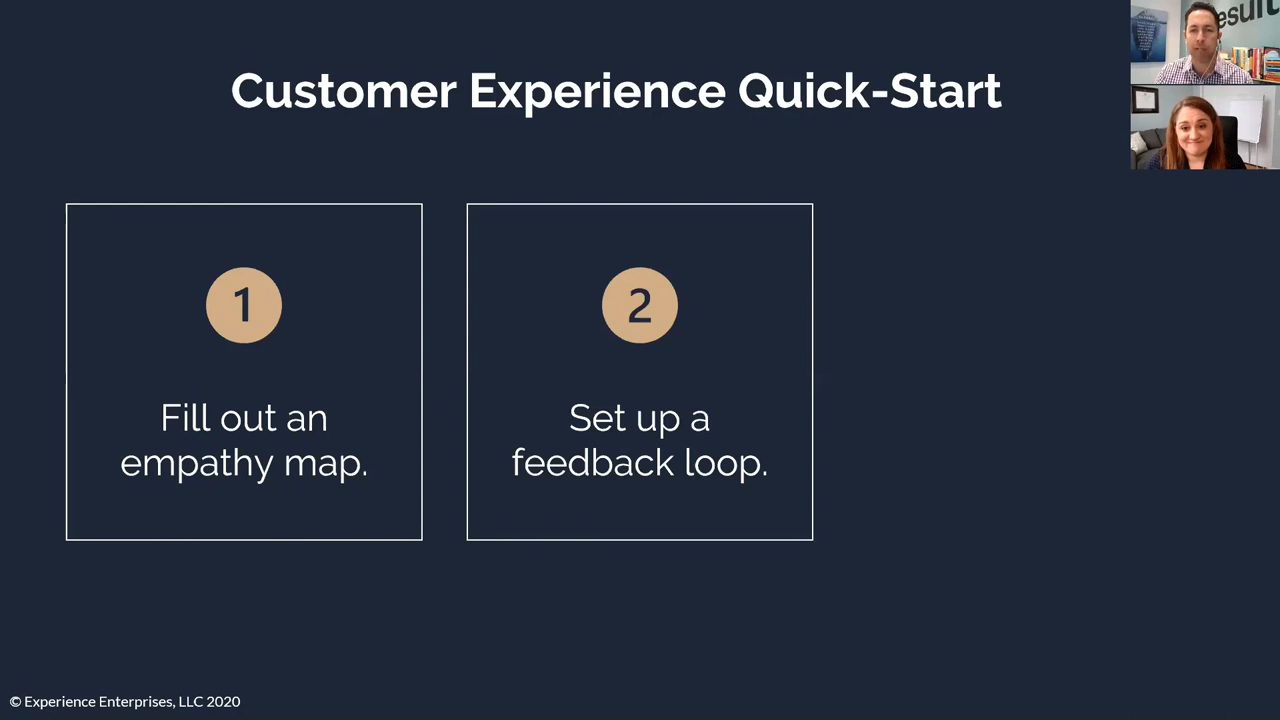 Customer Experience Quick-Start
1
Fill out an
empathy map.
2
Set up a
feedback loop.
© Experience Enterprises, LLC 2020